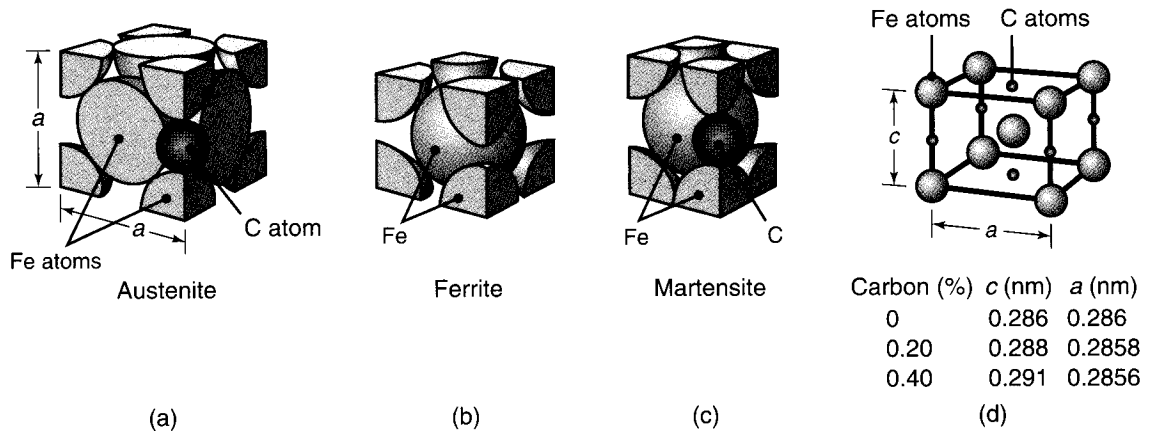 a
a
Fe atoms
C atom
Austenite
(a)
Fe
Ferrite
(b)
Fe
C
Martensite
(c)
Fe atoms C atoms
c
a
Carbon (%) c (nm) a (nm)
0 0.286 0.286
0.20 0.288 0.2858
0.40 0.291 0.2856
(d)